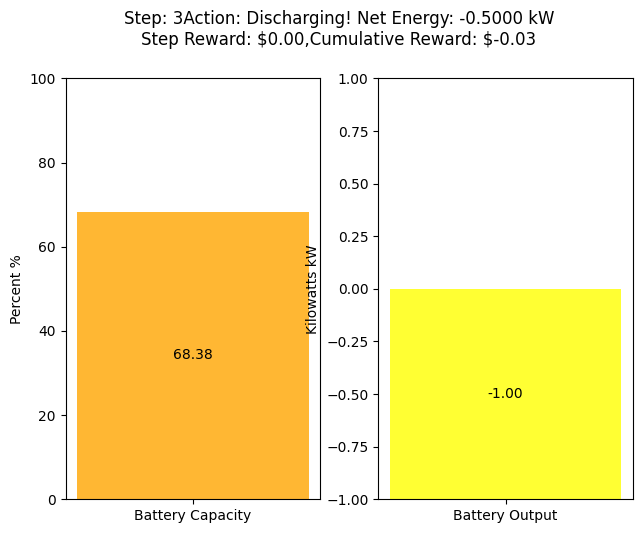 Step: 3Action: Discharging! Net Energy: -0.5000 kW
Step Reward: $0.00,Cumulative Reward: $-0.03
100
80
60
40
20
0
Percent %
68.38
Battery Capacity
1.00
0.75
0.50
0.25
0.00
−0.25
−0.50
−0.75
−1.00
Kilowatts kW
-1.00
Battery Output